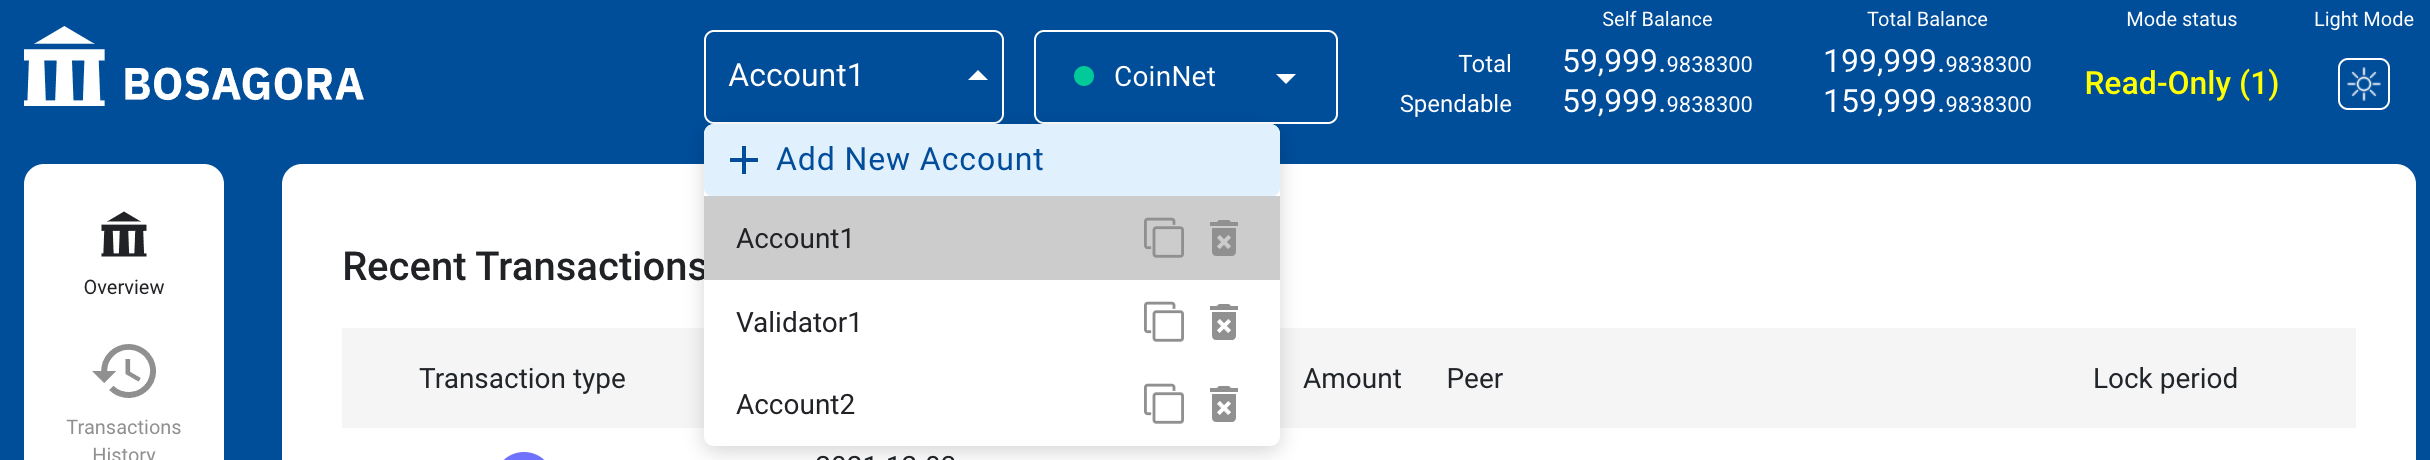 BOSAGORA
Account1
CoinNet
Self Balance
Total Balance
Mode status
Light Mode
Total
59,999.9838300
199,999.9838300
Spendable
59,999.9838300
159,999.9838300
Read-Only (1)
Add New Account
Account1
Validator1
Account2
Overview
Transactions
History
Recent Transactions
Transaction type
Amount
Peer
Lock period